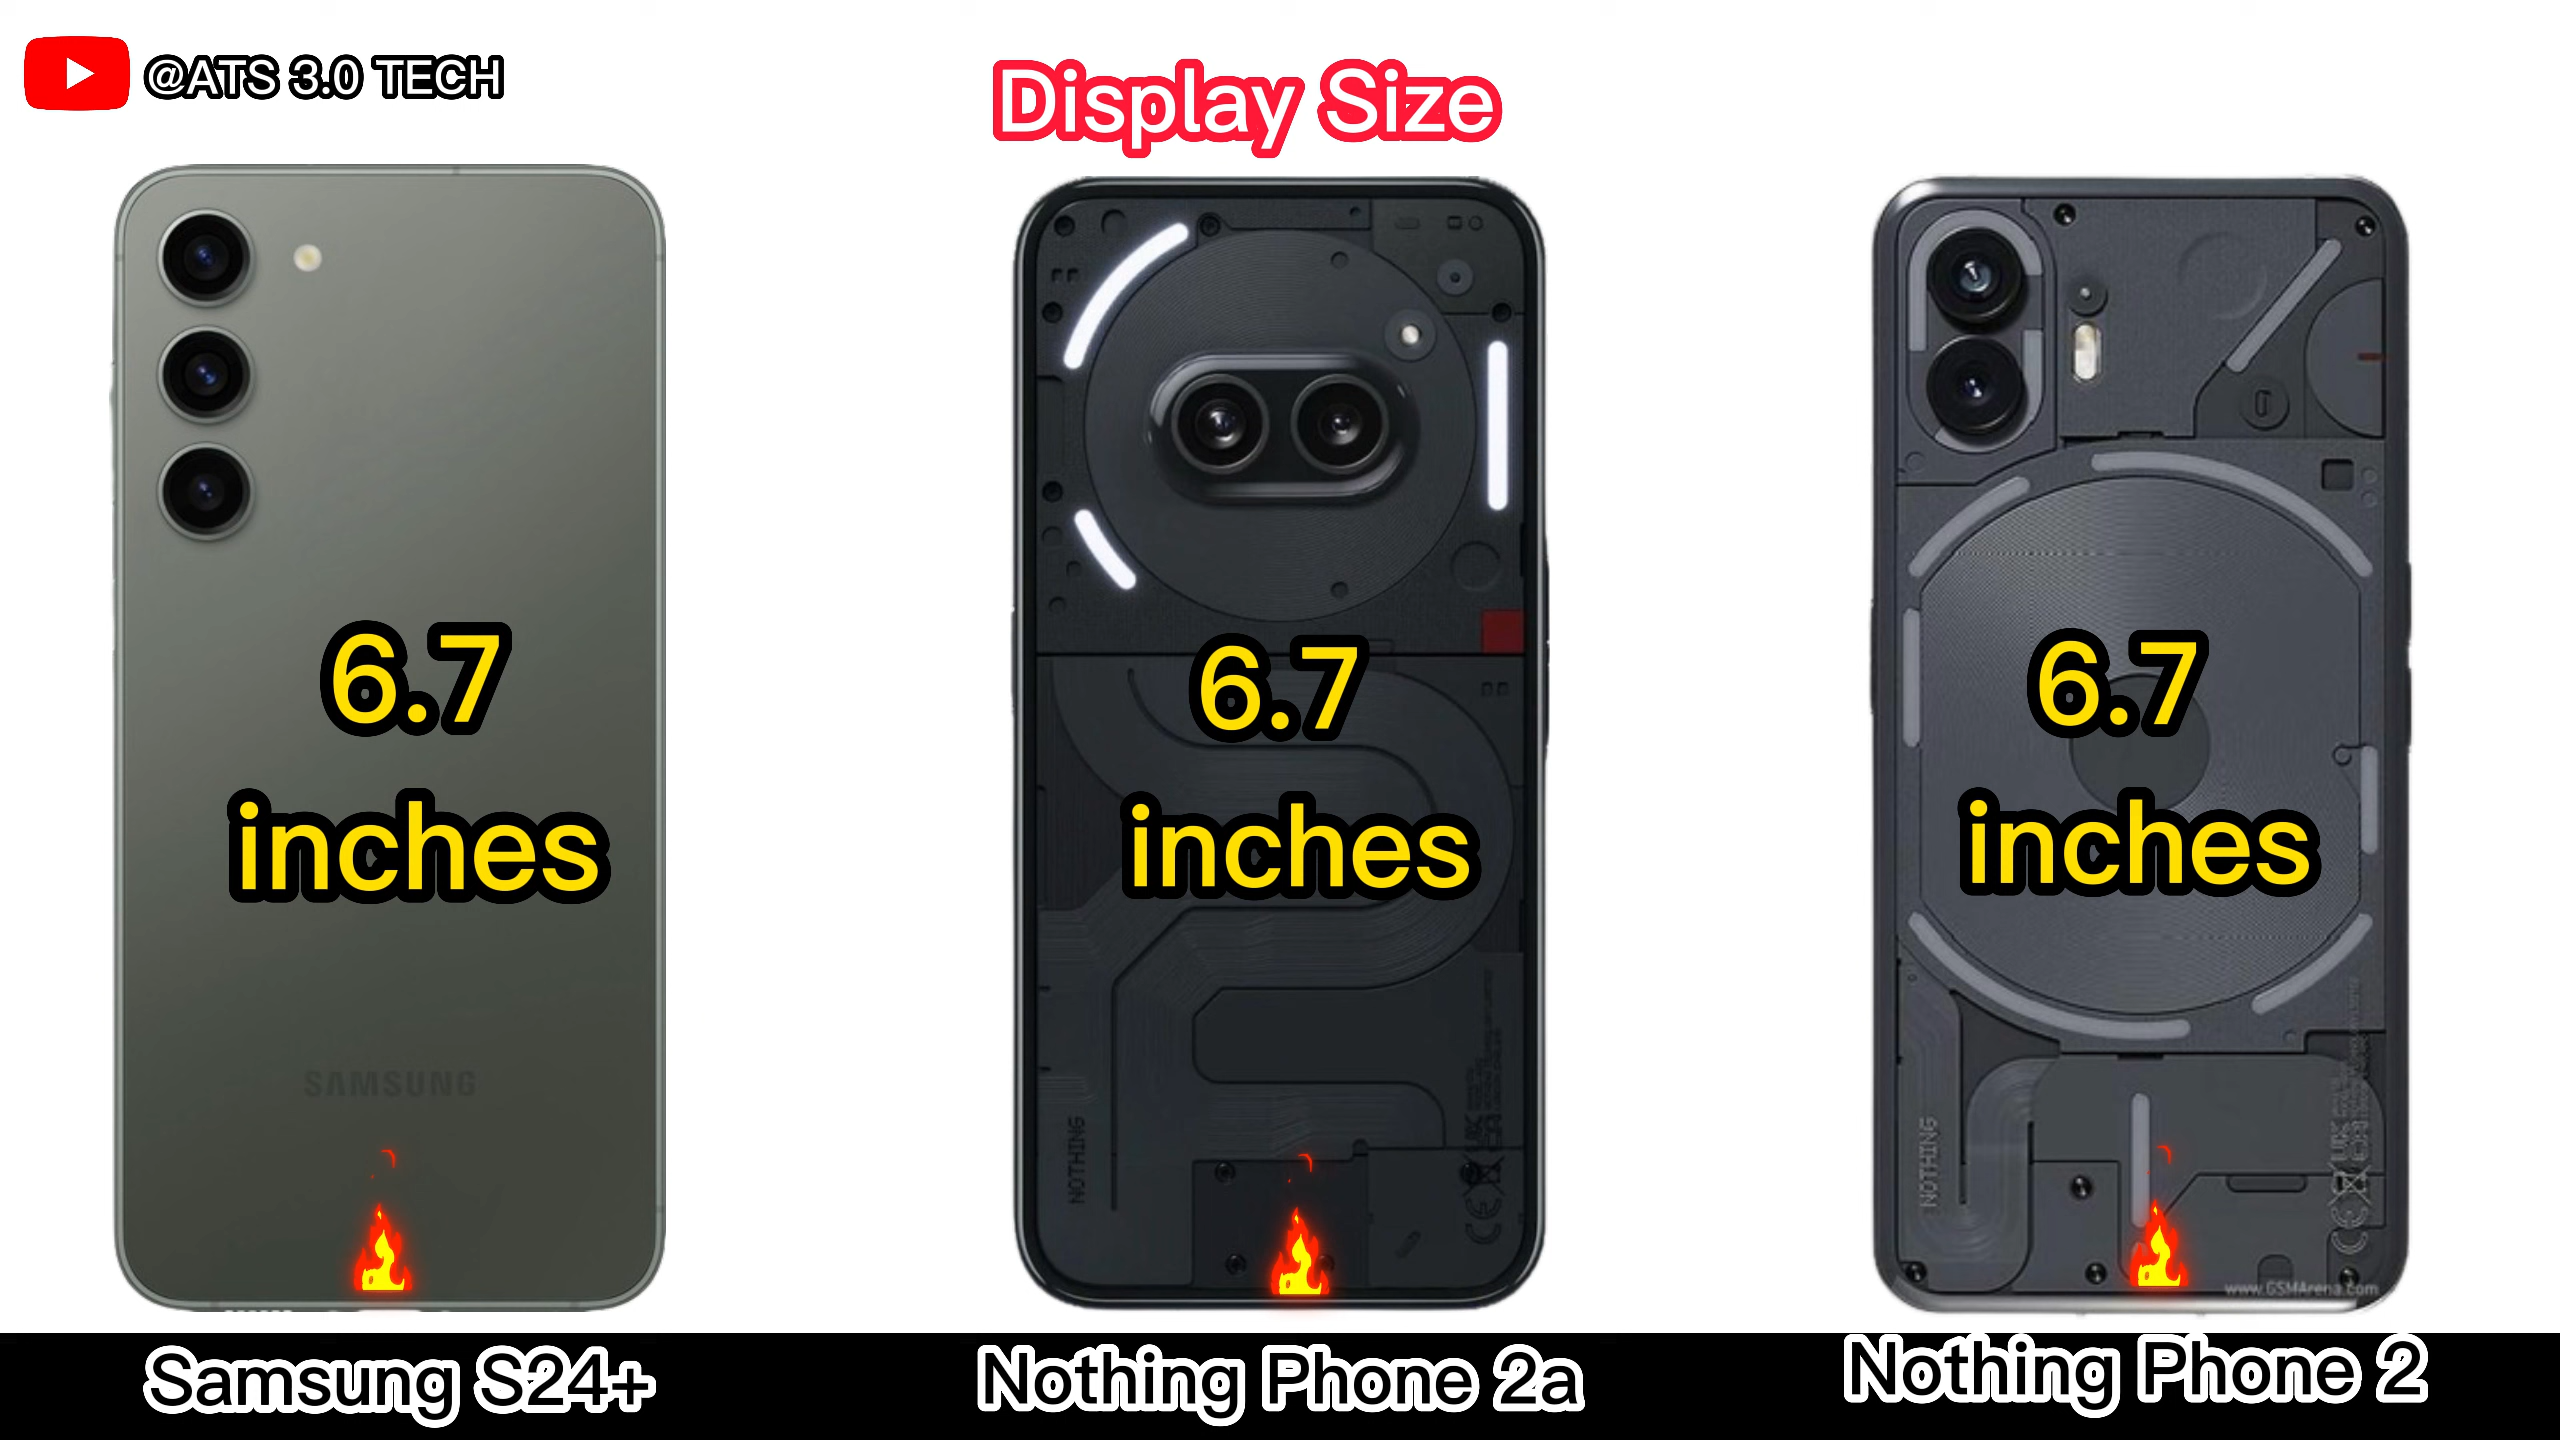 @ATS 3.0 TECH
Display Size
6.7
inches
6.7
inches
6.7
inches
SAMSUNG
NOTHING
NOTHING
www.GSMArena.com
Samsung S24+
Nothing Phone 2a
Nothing Phone 2